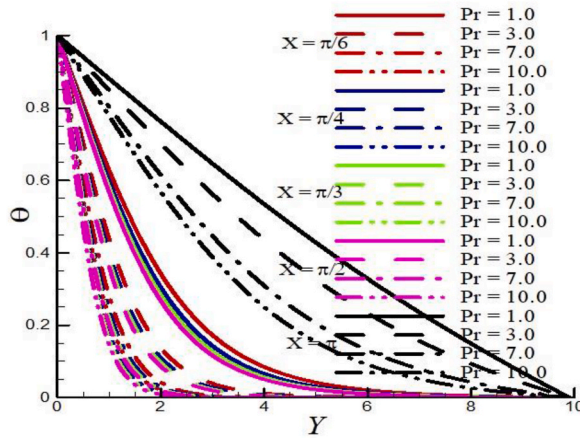 Pr = 1.0
X = π/6
Pr = 3.0
Pr = 7.0
Pr = 10.0
Pr = 1.0
X = π/4
Pr = 3.0
Pr = 7.0
Pr = 10.0
Pr = 1.0
X = π/3
Pr = 3.0
Pr = 7.0
Pr = 10.0
Pr = 1.0
X = π/2
Pr = 3.0
Pr = 7.0
Pr = 10.0
Pr = 1.0
X = π
Pr = 3.0
Pr = 7.0
Pr = 10.0
1
0.8
0.6
θ
0.4
0.2
0
0 2 4 6 8 10
Y